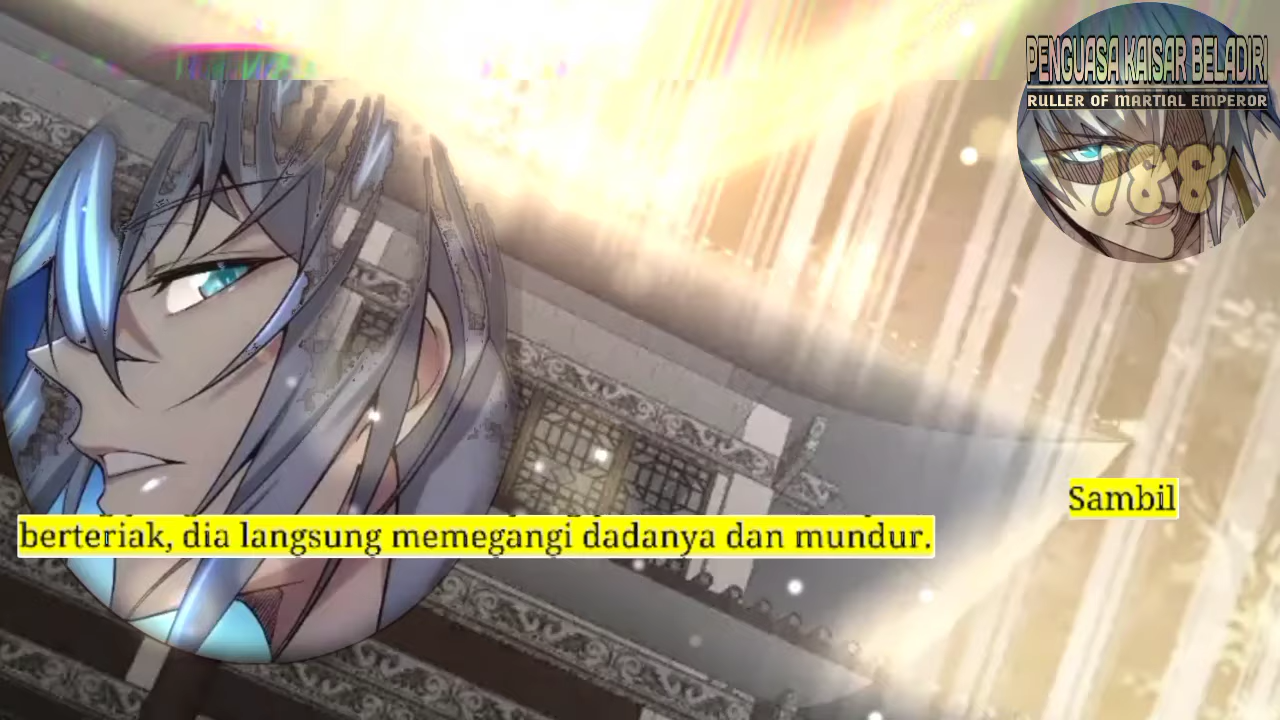 PENGUASA KAISAR BELADIRI
RULLER OF MARTIAL EMPEROR
188
Sambil
berteriak, dia langsung memegangi dadanya dan mundur.